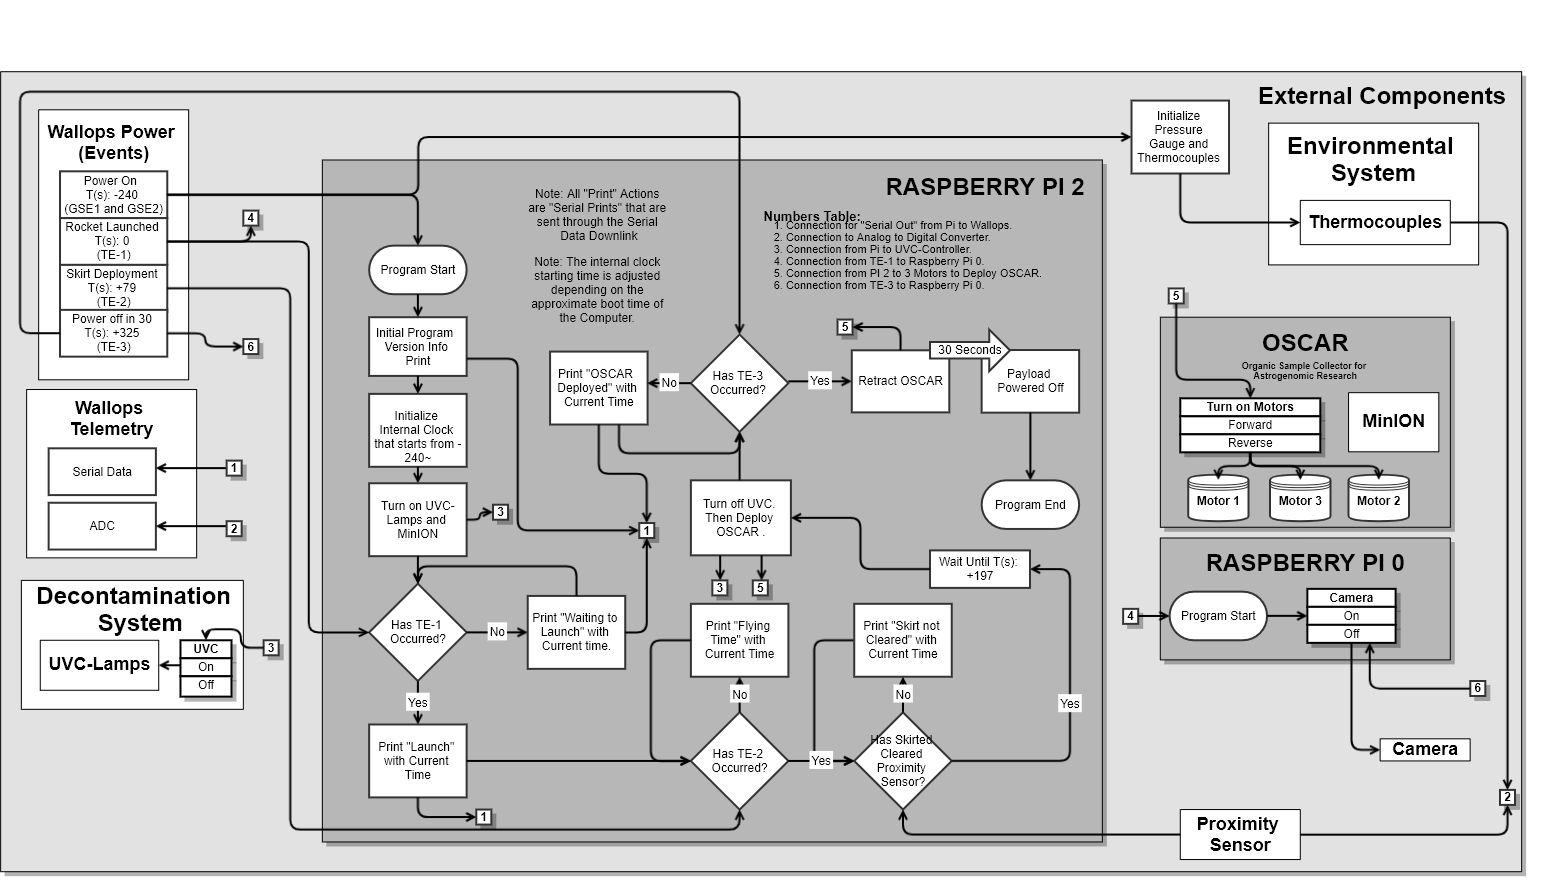 External Components
Wallops Power
(Events)
Power On
T(s): -240
(GSE1 and GSE2)
Rocket Launched
T(s): 0
(TE-1)
Skirt Deployment
T(s): +79
(TE-2)
Power off in 30
T(s): +325
(TE-3)
4
6
Wallops
Telemetry
Serial Data
1
ADC
2
Decontamination
System
UVC-Lamps
UVC
On
Off
3
RASPBERRY PI 2
Note: All "Print" Actions
are "Serial Prints" that are
sent through the Serial
Data Downlink
Note: The internal clock
starting time is adjusted
depending on the
approximate boot time of
the Computer.
Numbers Table:
1. Connection for "Serial Out" from Pi to Wallops.
2. Connection to Analog to Digital Converter.
3. Connection from Pi to UVC-Controller.
4. Connection from TE-1 to Raspberry Pi 0.
5. Connection from PI 2 to 3 Motors to Deploy OSCAR.
6. Connection from TE-3 to Raspberry Pi 0.
Program Start
Initial Program
Version Info
Print
Initialize
Internal Clock
that starts from -
240~
Turn on UVC-
Lamps and
MinION
3
Has TE-1
Occurred?
No
Print "Waiting to
Launch" with
Current time.
Yes
Print "Launch"
with Current
Time
1
Print "OSCAR
Deployed" with
Current Time
No
Has TE-3
Occurred?
Yes
5
Retract OSCAR
30 Seconds
Payload
Powered Off
Program End
1
Turn off UVC.
Then Deploy
OSCAR .
3
5
Wait Until T(s):
+197
Print "Flying
Time" with
Current Time
No
Has TE-2
Occurred?
Yes
Print "Skirt not
Cleared" with
Current Time
No
Has Skirted
Cleared
Proximity
Sensor?
Yes
Initialize
Pressure
Gauge and
Thermocouples
Environmental
System
Thermocouples
5
OSCAR
Organic Sample Collector for
Astrogenomic Research
Turn on Motors
Forward
Reverse
MinION
Motor 1
Motor 3
Motor 2
RASPBERRY PI 0
4
Program Start
Camera
On
Off
6
Camera
2
Proximity
Sensor